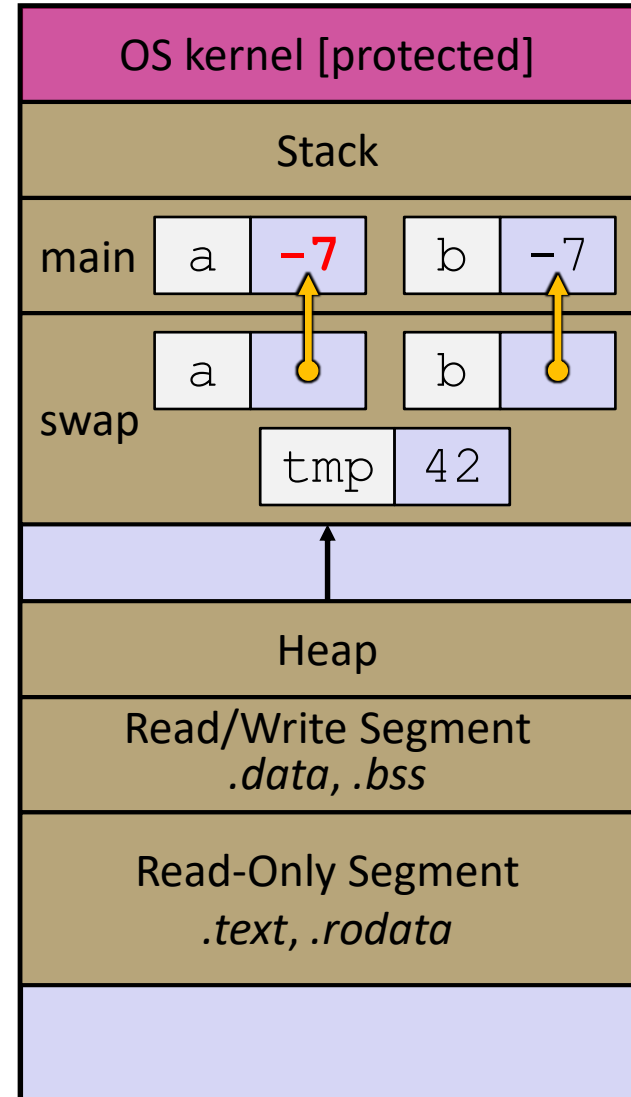 OS kernel [protected]
Stack
main a -7 b -7
a b
swap
tmp 42
Heap
Read/Write Segment
.data, .bss
Read-Only Segment
.text, .rodata